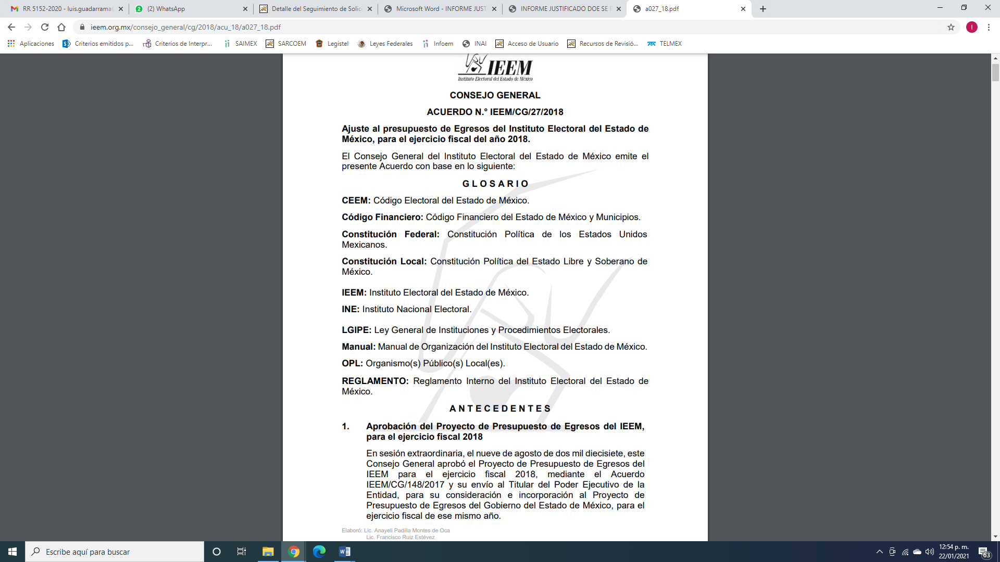 RR 5152-2020 - luis.guadarrama
(2) WhatsApp
Detalle del Seguimiento de Solici
Microsoft Word - INFORME JUST
INFORME JUSTIFICADO DOE SE F
a027_18.pdf
ieem.org.mx/consejo_general/cg/2018/acu_18/a027_18.pdf
I
Aplicaciones
Criterios emitidos p...
Criterios de Interpr...
SAIMEX
SARCOEM
Legistel
Leyes Federales
Infoem
INAI
Acceso de Usuario
Recursos de Revisió...
TELMEX
IEEM
Instituto Electoral del Estado de México
CONSEJO GENERAL
ACUERDO N.° IEEM/CG/27/2018
Ajuste al presupuesto de Egresos del Instituto Electoral del Estado de
México, para el ejercicio fiscal del año 2018.
El Consejo General del Instituto Electoral del Estado de México emite el
presente Acuerdo con base en lo siguiente:
G L O S A R I O
CEEM: Código Electoral del Estado de México.
Código Financiero: Código Financiero del Estado de México y Municipios.
Constitución Federal: Constitución Política de los Estados Unidos
Mexicanos.
Constitución Local: Constitución Política del Estado Libre y Soberano de
México.
IEEM: Instituto Electoral del Estado de México.
INE: Instituto Nacional Electoral.
LGIPE: Ley General de Instituciones y Procedimientos Electorales.
Manual: Manual de Organización del Instituto Electoral del Estado de México.
OPL: Organismo(s) Público(s) Local(es).
REGLAMENTO: Reglamento Interno del Instituto Electoral del Estado de
México.
A N T E C E D E N T E S
1. Aprobación del Proyecto de Presupuesto de Egresos del IEEM,
para el ejercicio fiscal 2018
En sesión extraordinaria, el nueve de agosto de dos mil diecisiete, este
Consejo General aprobó el Proyecto de Presupuesto de Egresos del
IEEM para el ejercicio fiscal 2018, mediante el Acuerdo
IEEM/CG/148/2017 y su envío al Titular del Poder Ejecutivo de la
Entidad, para su consideración e incorporación al Proyecto de
Presupuesto de Egresos del Gobierno del Estado de México, para el
ejercicio fiscal de ese mismo año.
Elaboró: Lic. Anayeli Padilla Montes de Oca
Lic. Francisco Ruiz Estévez
Escribe aquí para buscar
12:54 p. m.
22/01/2021
63